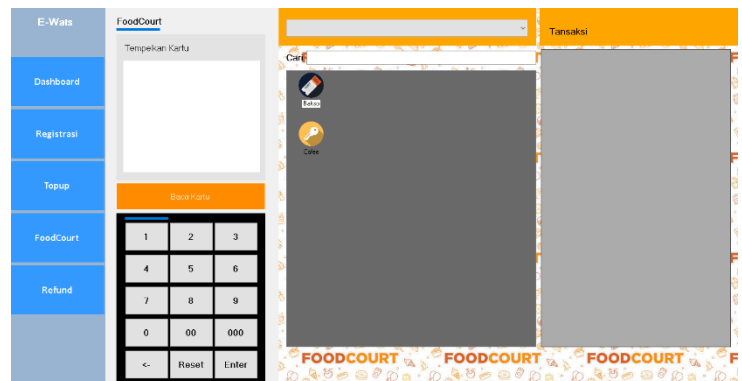 E-Wats
Dashboard
Registrasi
Topup
FoodCourt
Refund
FoodCourt
Tempelkan Kartu
Baca Kartu
1 2 3
4 5 6
7 8 9
0 00 000
<- Reset Enter
Cari
Bakso
Cafee
Tansaksi
FOODCOURT FOODCOURT FOODCOURT F